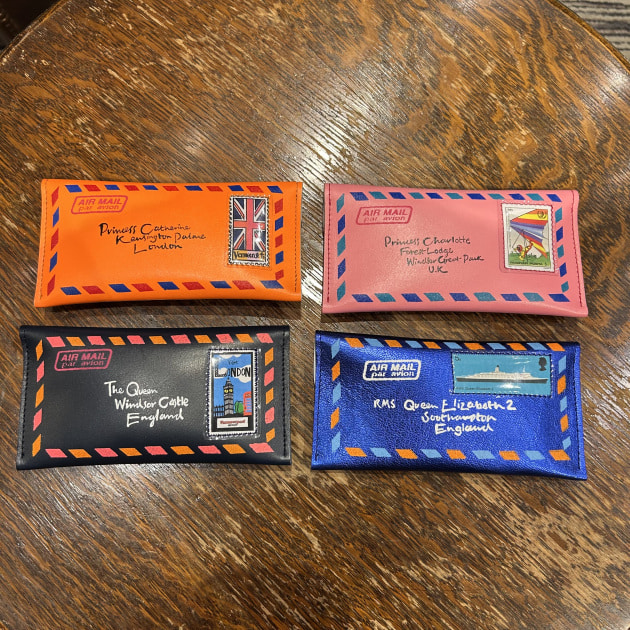 AIR MAIL
par avion
Princess Catherine
Kensington Palace
London
AIR MAIL
par avion
Princess Charlotte
Forest Lodge
Windsor Great Park
U.K
AIR MAIL
par avion
LONDON
The Queen
Windsor Castle
England
AIR MAIL
par avion
RMS Queen Elizabeth 2
Southampton
England